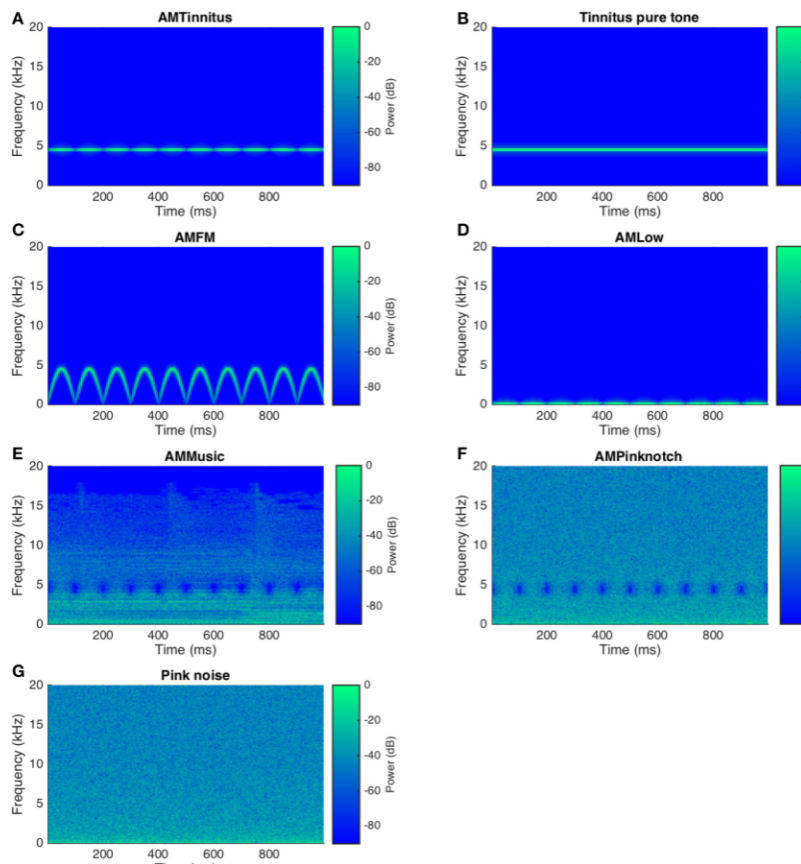 A AMTinnitus
Frequency (kHz)
20
15
10
5
0
200 400 600 800
Time (ms)
0
-20
-40
-60
-80
Power (dB)
B Tinnitus pure tone
Frequency (kHz)
20
15
10
5
0
200 400 600 800
Time (ms)
C AMFM
Frequency (kHz)
20
15
10
5
0
200 400 600 800
Time (ms)
0
-20
-40
-60
-80
Power (dB)
D AMLow
Frequency (kHz)
20
15
10
5
0
200 400 600 800
Time (ms)
E AMMusic
Frequency (kHz)
20
15
10
5
0
200 400 600 800
Time (ms)
0
-20
-40
-60
-80
Power (dB)
F AMPinknotch
Frequency (kHz)
20
15
10
5
0
200 400 600 800
Time (ms)
G Pink noise
Frequency (kHz)
20
15
10
5
0
200 400 600 800
0
-20
-40
-60
-80
Power (dB)